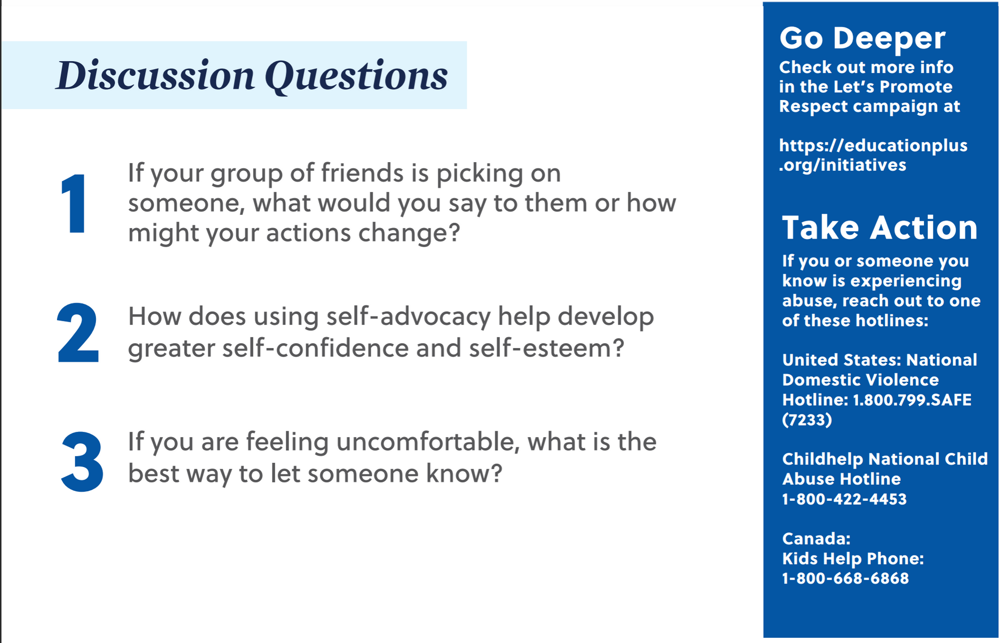 Discussion Questions
1
If your group of friends is picking on
someone, what would you say to them or how
might your actions change?
2
How does using self-advocacy help develop
greater self-confidence and self-esteem?
3
If you are feeling uncomfortable, what is the
best way to let someone know?
Go Deeper
Check out more info
in the Let’s Promote
Respect campaign at
https://educationplus
.org/initiatives
Take Action
If you or someone you
know is experiencing
abuse, reach out to one
of these hotlines:
United States: National
Domestic Violence
Hotline: 1.800.799.SAFE
(7233)
Childhelp National Child
Abuse Hotline
1-800-422-4453
Canada:
Kids Help Phone:
1-800-668-6868